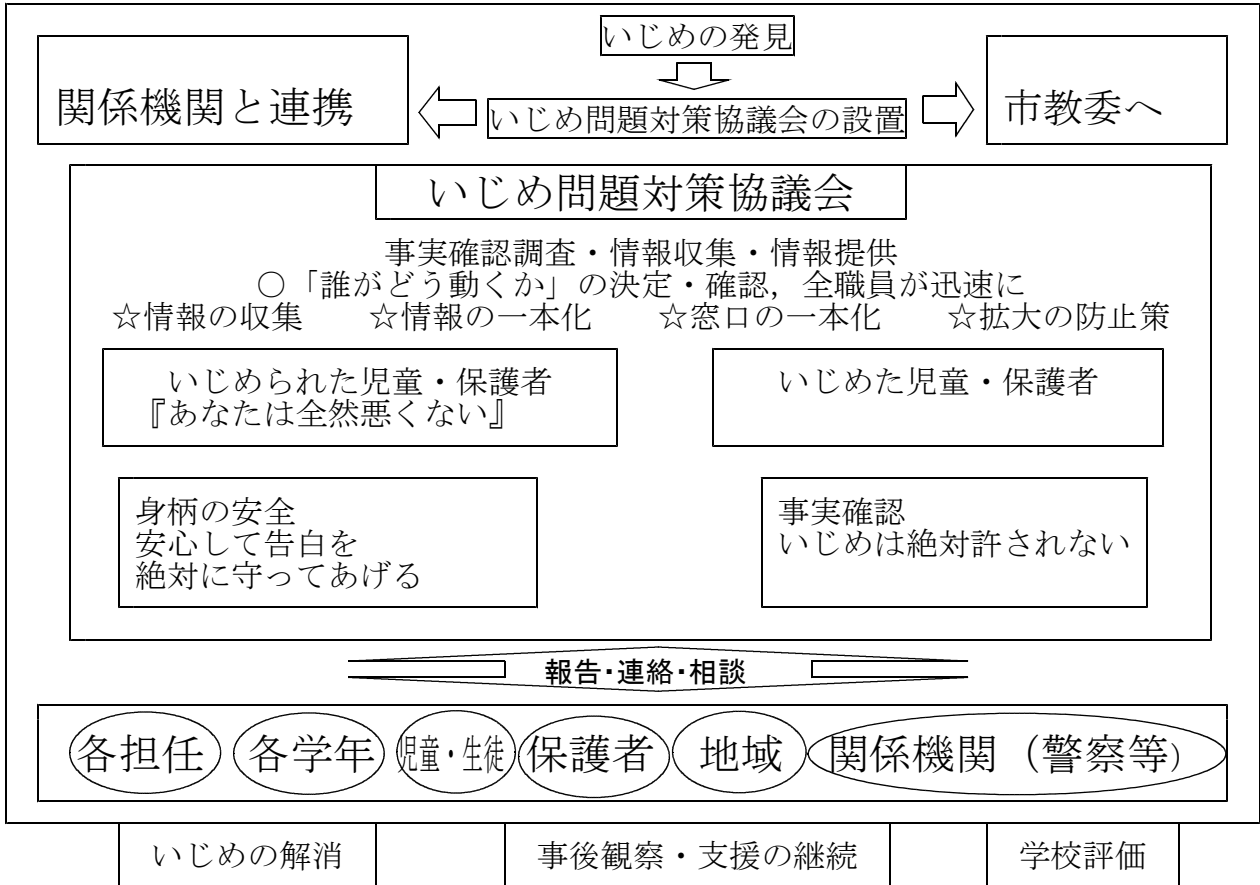 いじめの発見
関係機関と連携
いじめ問題対策協議会の設置
市教委へ
いじめ問題対策協議会
事実確認調査・情報収集・情報提供
○「誰がどう動くか」の決定・確認，全職員が迅速に
☆情報の収集　☆情報の一本化　☆窓口の一本化　☆拡大の防止策
いじめられた児童・保護者
『あなたは全然悪くない』
いじめた児童・保護者
身柄の安全
安心して告白を
絶対に守ってあげる
事実確認
いじめは絶対許されない
報告・連絡・相談
各担任
各学年
児童・生徒
保護者
地域
関係機関（警察等）
いじめの解消
事後観察・支援の継続
学校評価